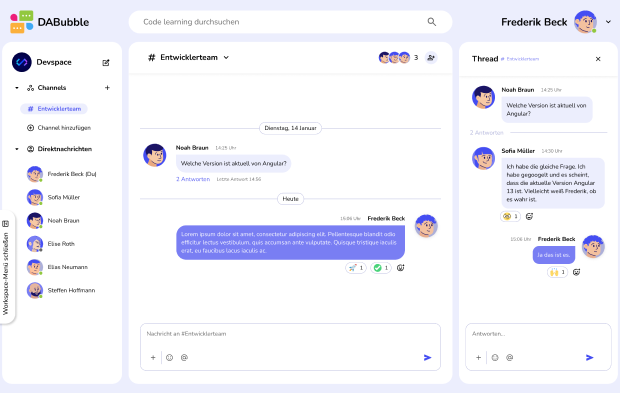 DABubble
Code learning durchsuchen
Frederik Beck
Devspace
Channels
# Entwicklerteam
Channel hinzufügen
Direktnachrichten
Frederik Beck (Du)
Sofia Müller
Noah Braun
Elise Roth
Elias Neumann
Steffen Hoffmann
Workspace-Menü schließen
# Entwicklerteam
3
Dienstag, 14 Januar
Noah Braun 14:25 Uhr
Welche Version ist aktuell von Angular?
2 Antworten Letzte Antwort 14:56
Heute
15:06 Uhr Frederik Beck
Lorem ipsum dolor sit amet, consectetur adipiscing elit. Pellentesque blandit odio
efficitur lectus vestibulum, quis accumsan ante vulputate. Quisque tristique iaculis
erat, eu faucibus lacus iaculis ac.
1
1
Nachricht an #Entwicklerteam
@
Thread # Entwicklerteam
Noah Braun 14:25 Uhr
Welche Version ist aktuell von
Angular?
2 Antworten
Sofia Müller 14:30 Uhr
Ich habe die gleiche Frage. Ich
habe gegoogelt und es scheint,
dass die aktuelle Version Angular
13 ist. Vielleicht weiß Frederik, ob
es wahr ist.
1
15:06 Uhr Frederik Beck
Ja das ist es.
1
Antworten...
@